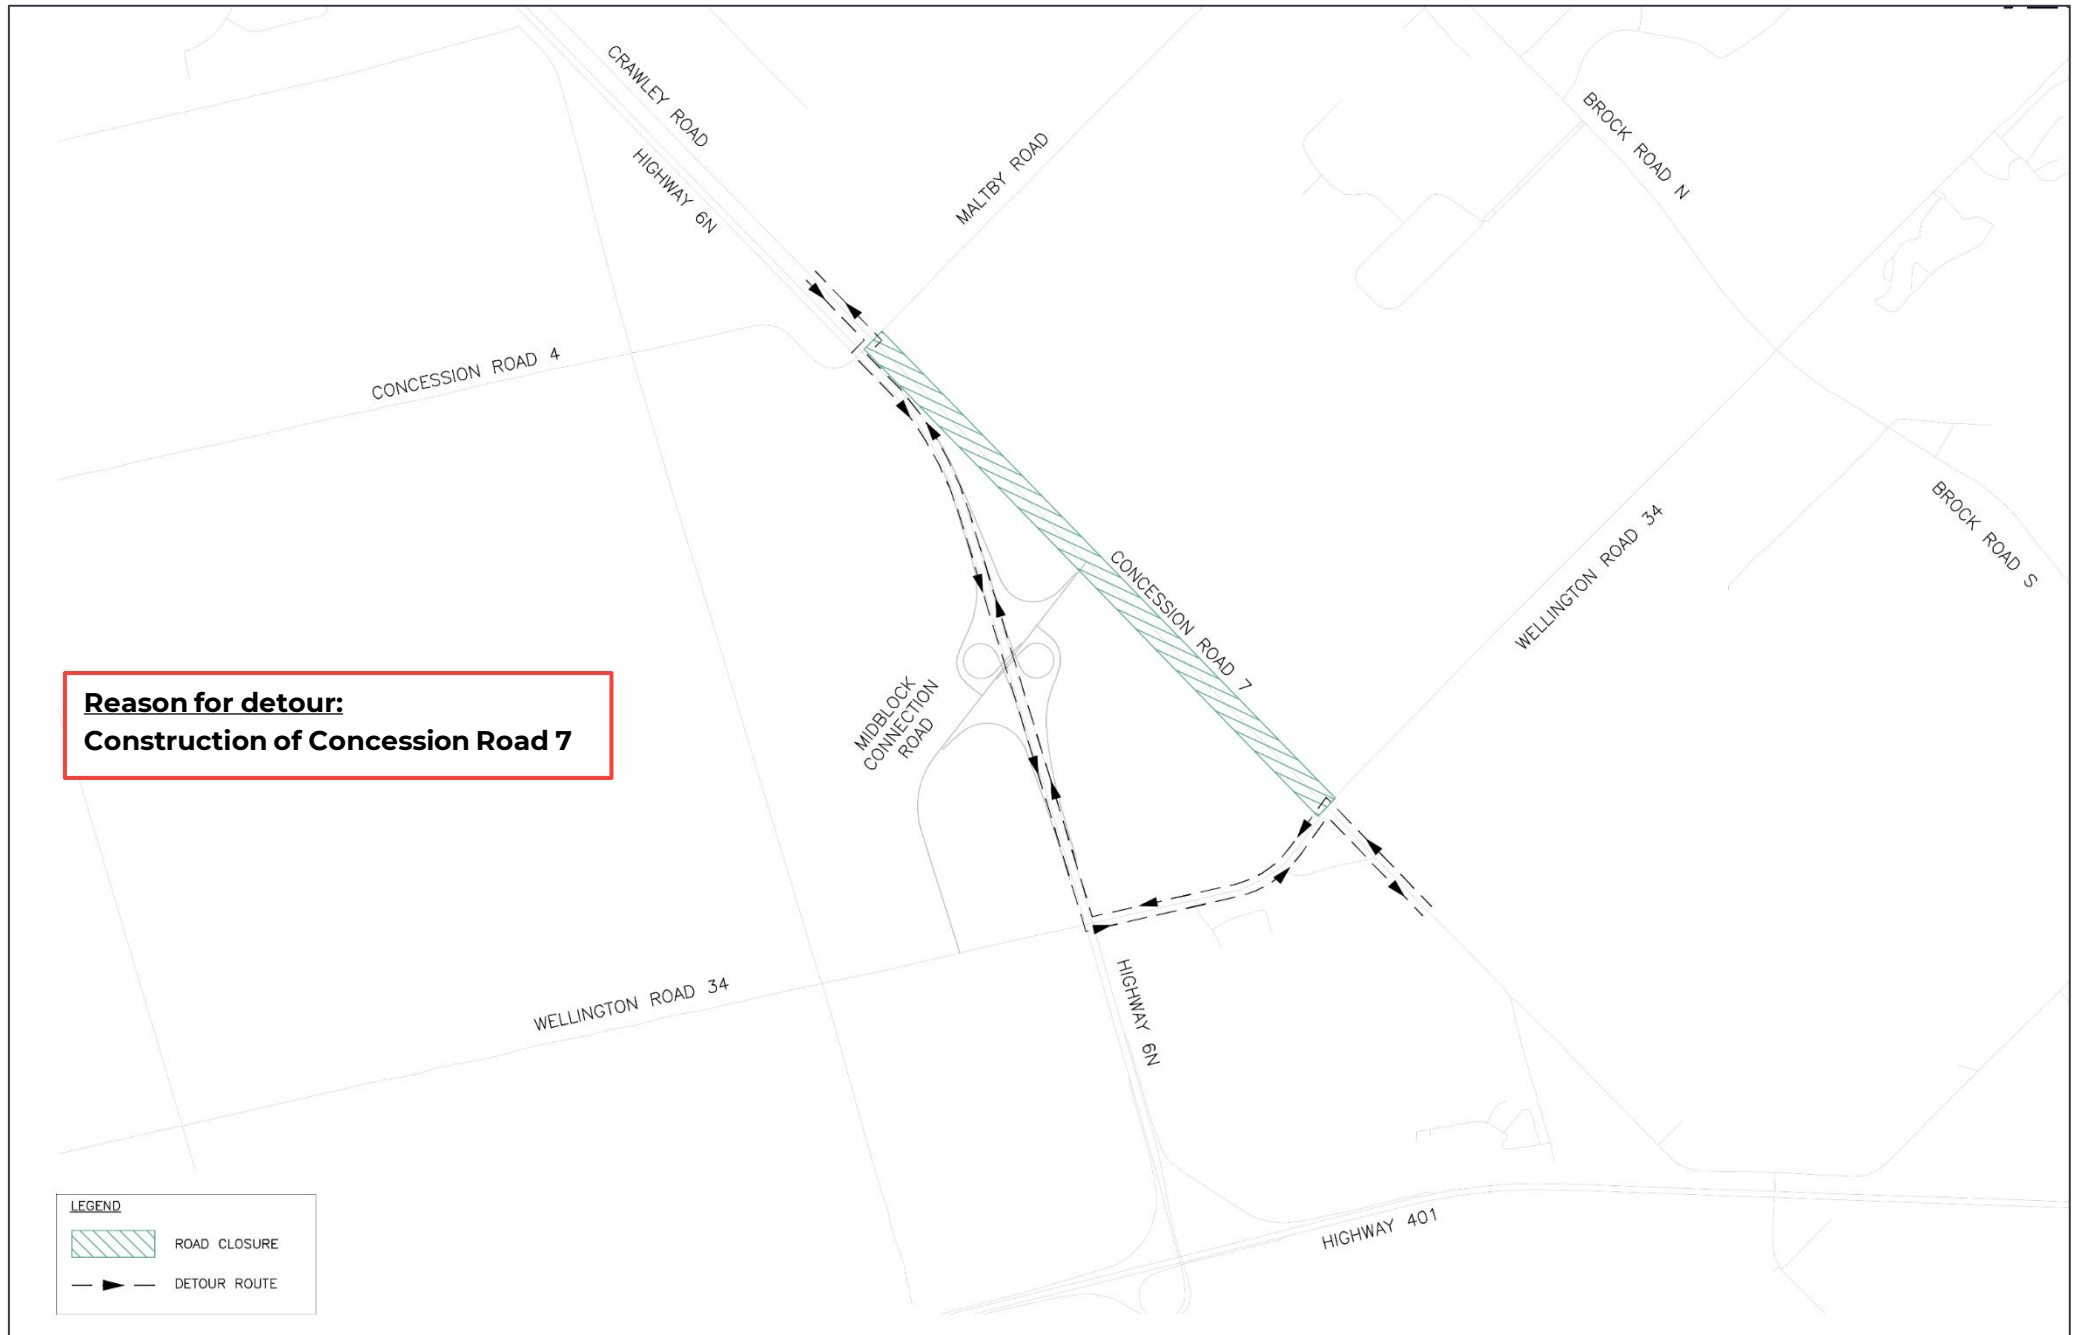 CRAWLEY ROAD
HIGHWAY 6N
MALTBY ROAD
BROCK ROAD N
CONCESSION ROAD 4
WELLINGTON ROAD 34
BROCK ROAD S
CONCESSION ROAD 7
MIDBLOCK
CONNECTION
ROAD
Reason for detour:
Construction of Concession Road 7
WELLINGTON ROAD 34
HIGHWAY 6N
HIGHWAY 401
LEGEND
ROAD CLOSURE
DETOUR ROUTE